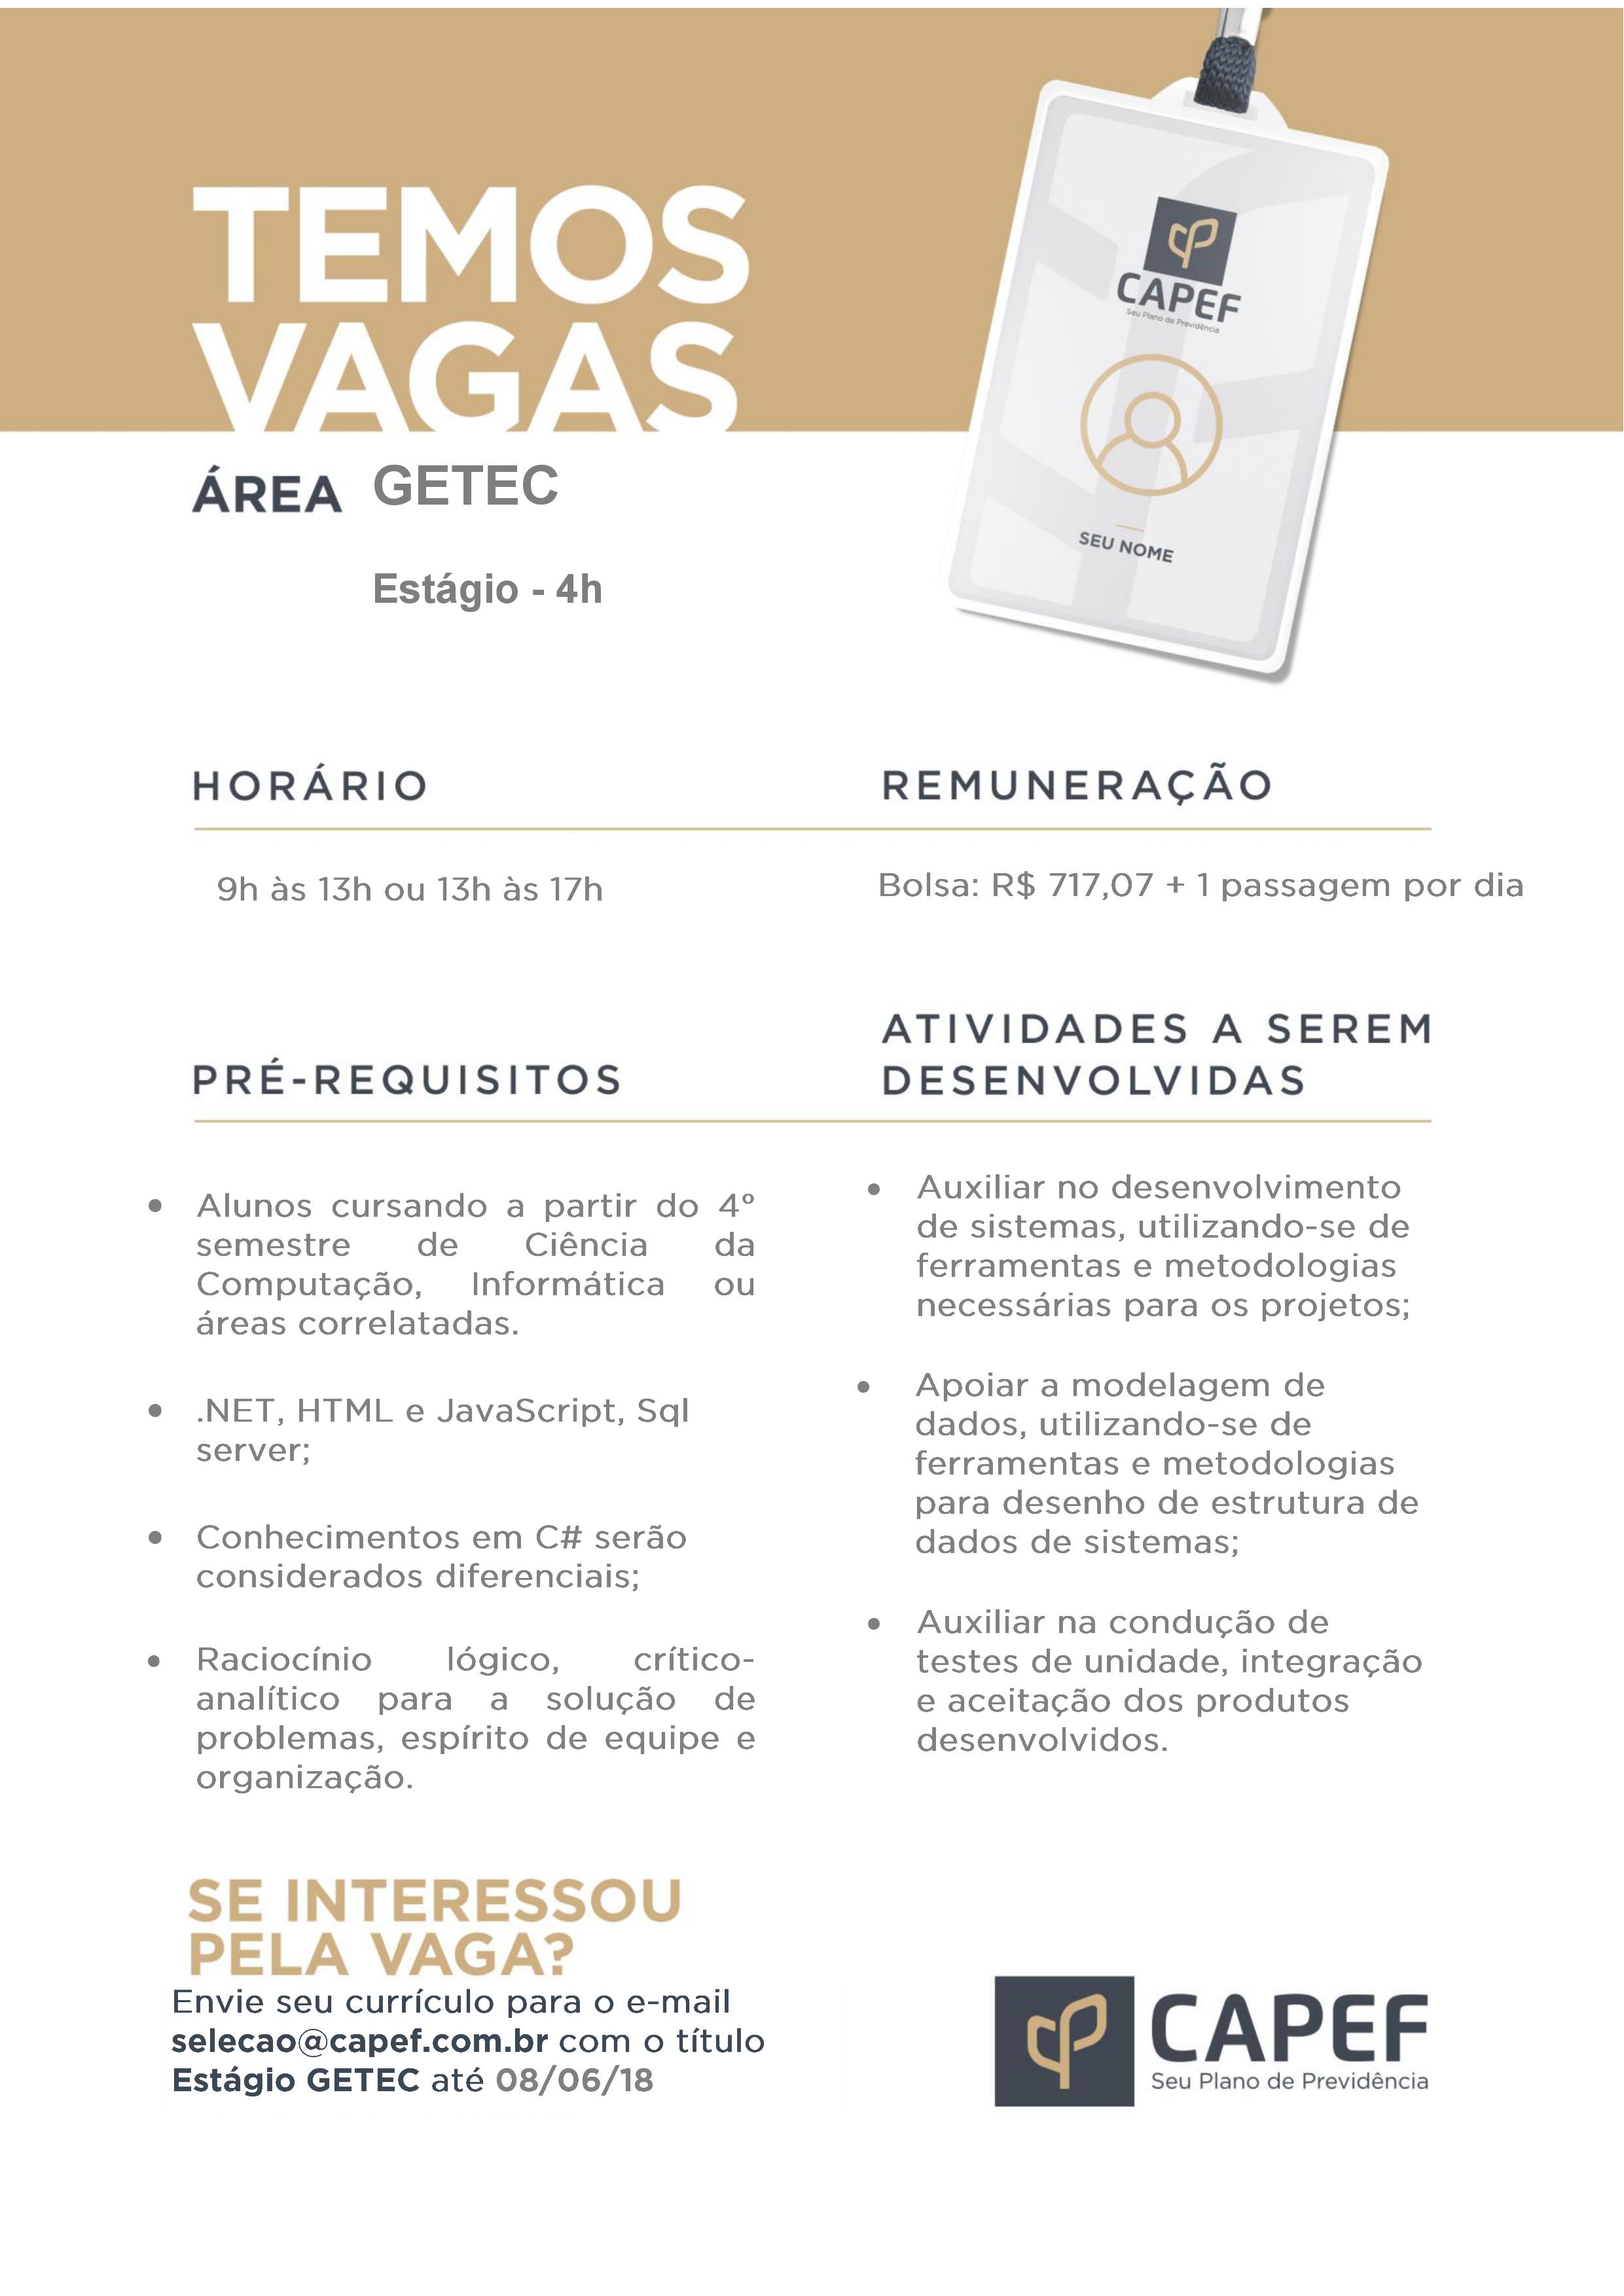 TEMOS
VAGAS
CAPEF
Seu Plano de Previdência
SEU NOME
ÁREA GETEC
Estágio - 4h
HORÁRIO
9h às 13h ou 13h às 17h
REMUNERAÇÃO
Bolsa: R$ 717,07 + 1 passagem por dia
PRÉ-REQUISITOS
• Alunos cursando a partir do 4º
semestre de Ciência da
Computação, Informática ou
áreas correlatadas.
• .NET, HTML e JavaScript, Sql
server;
• Conhecimentos em C# serão
considerados diferenciais;
• Raciocínio lógico, crítico-
analítico para a solução de
problemas, espírito de equipe e
organização.
ATIVIDADES A SEREM
DESENVOLVIDAS
• Auxiliar no desenvolvimento
de sistemas, utilizando-se de
ferramentas e metodologias
necessárias para os projetos;
• Apoiar a modelagem de
dados, utilizando-se de
ferramentas e metodologias
para desenho de estrutura de
dados de sistemas;
• Auxiliar na condução de
testes de unidade, integração
e aceitação dos produtos
desenvolvidos.
SE INTERESSOU
PELA VAGA?
Envie seu currículo para o e-mail
selecao@capef.com.br com o título
Estágio GETEC até 08/06/18
CAPEF
Seu Plano de Previdência